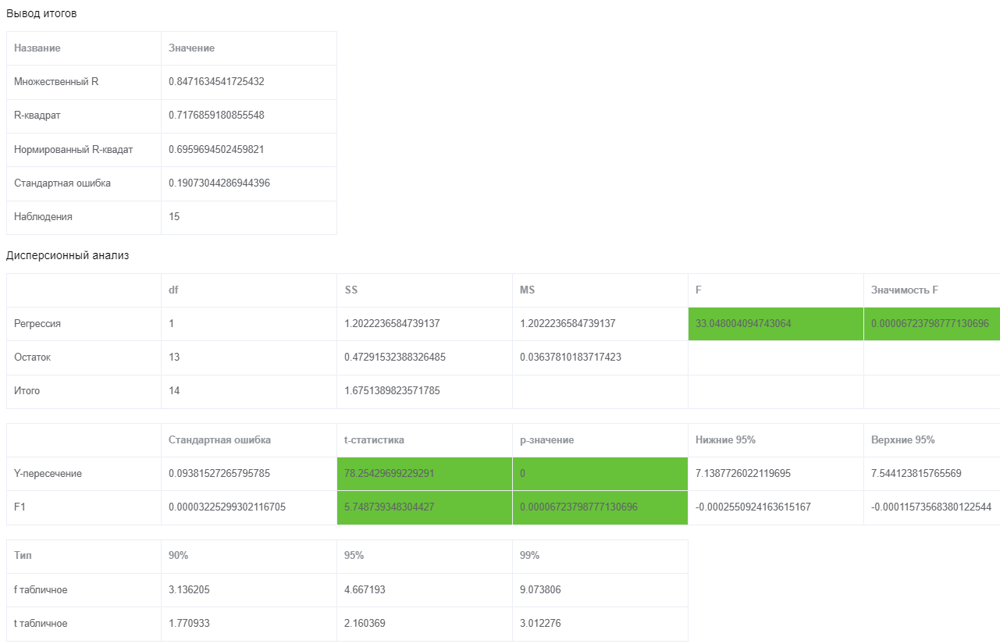 Вывод итогов
Название Значение
Множественный R 0.8471634541725432
R-квадрат 0.7176859180855548
Нормированный R-квадат 0.6959694502459821
Стандартная ошибка 0.19073044286944396
Наблюдения 15
Дисперсионный анализ
df SS MS F Значимость F
Регрессия 1 1.2022236584739137 1.2022236584739137 33.048004094743064 0.00006723798777130696
Остаток 13 0.47291532388326485 0.03637810183717423
Итого 14 1.6751389823571785
Стандартная ошибка t-статистика p-значение Нижние 95% Верхние 95%
Y-пересечение 0.09381527265795785 78.25429699229291 0 7.1387726022119695 7.544123815765569
F1 0.00003225299302116705 5.748739348304427 0.00006723798777130696 -0.0002550924163615167 -0.00011573568380122544
Тип 90% 95% 99%
f табличное 3.136205 4.667193 9.073806
t табличное 1.770933 2.160369 3.012276